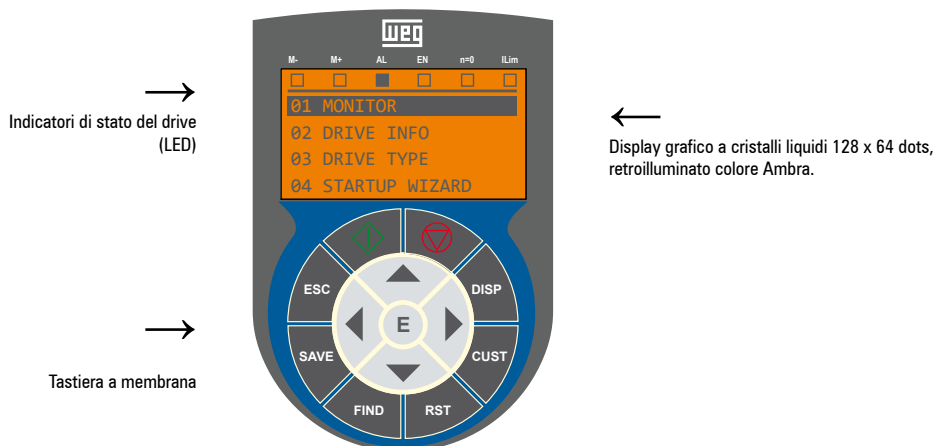 WEG
M- M+ AL EN n=0 ILim
01 MONITOR
02 DRIVE INFO
03 DRIVE TYPE
04 STARTUP WIZARD
Indicatori di stato del drive
(LED)
Display grafico a cristalli liquidi 128 x 64 dots,
retroilluminato colore Ambra.
ESC
DISP
E
SAVE
CUST
FIND
RST
Tastiera a membrana